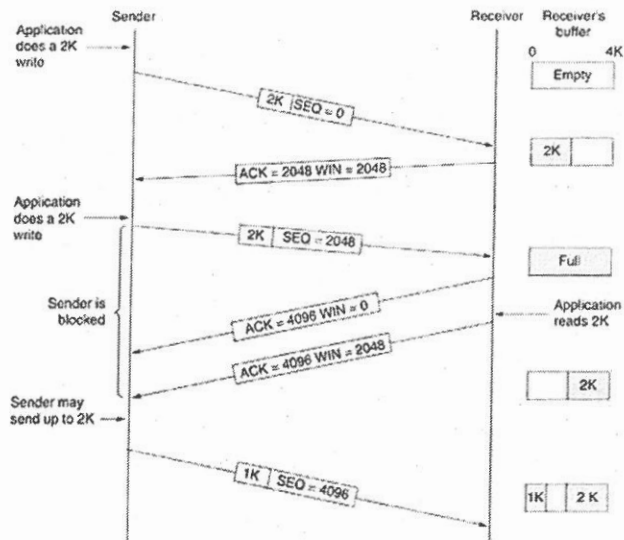 Sender
Receiver
Receiver's
buffer
Application
does a 2K
write
0 4K
Empty
2K SEQ = 0
2K
ACK = 2048 WIN = 2048
Application
does a 2K
write
2K SEQ = 2048
Full
Sender is
blocked
ACK = 4096 WIN = 0
Application
reads 2K
ACK = 4096 WIN = 2048
2K
Sender may
send up to 2K
1K SEQ = 4096
1K 2 K